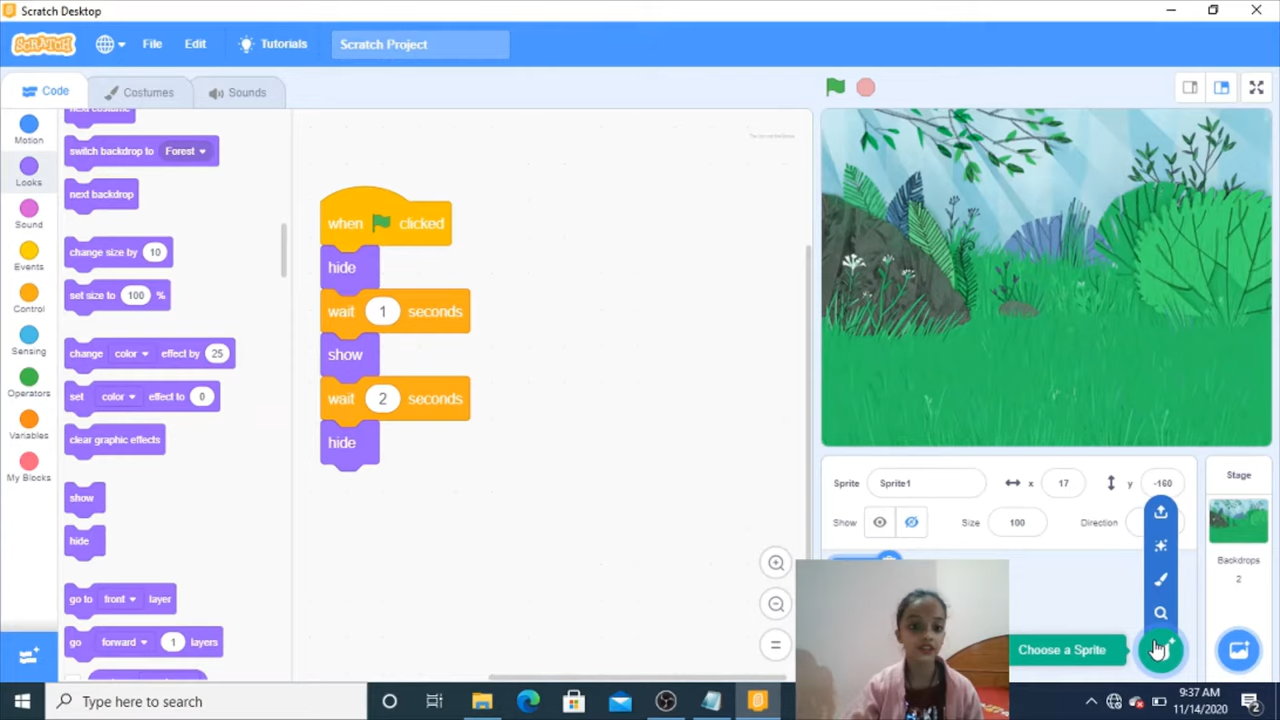 Scratch Desktop
SCRATCH
File
Edit
Tutorials
Scratch Project
Code
Costumes
Sounds
Motion
Looks
Sound
Events
Control
Sensing
Operators
Variables
My Blocks
switch backdrop to Forest
next backdrop
change size by 10
set size to 100 %
change color effect by 25
set color effect to 0
clear graphic effects
show
hide
go to front layer
go forward 1 layers
when clicked
hide
wait 1 seconds
show
wait 2 seconds
hide
Sprite Sprite1 x 17 y -160
Show Size 100 Direction
Choose a Sprite
Stage
Backdrops
2
Type here to search
9:37 AM
11/14/2020
2